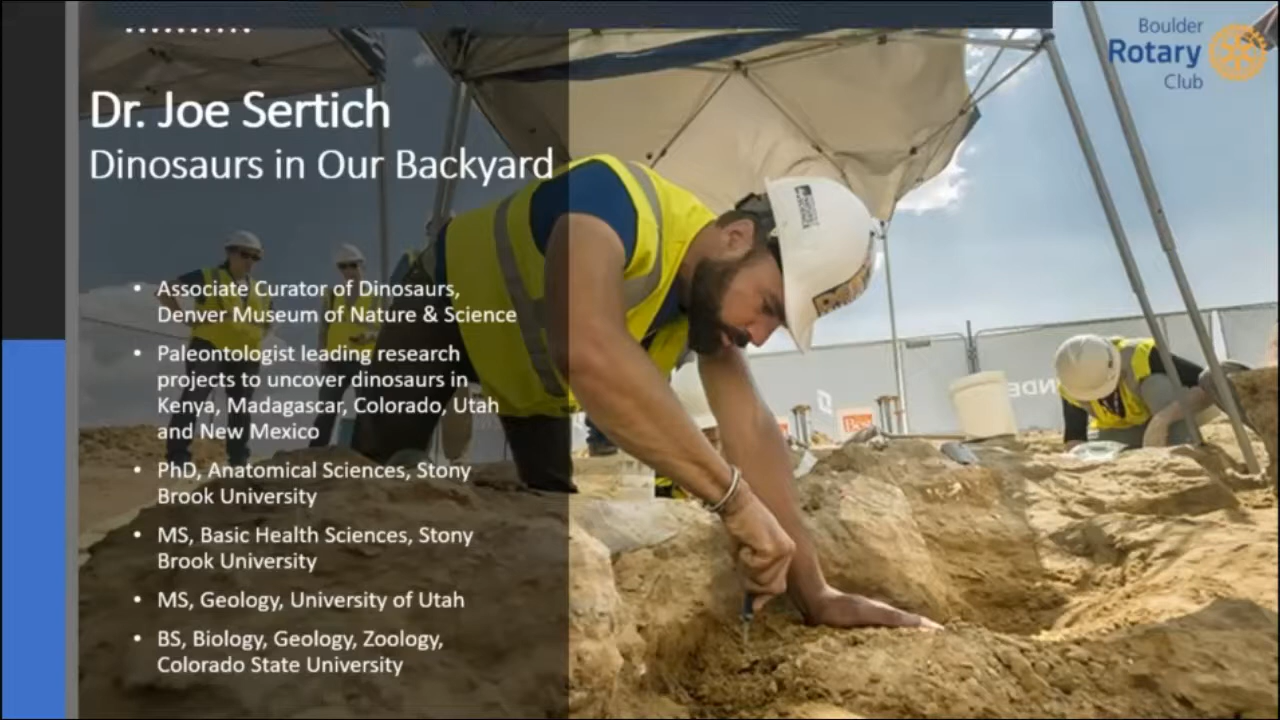 Boulder
Rotary
Club
Dr. Joe Sertich
Dinosaurs in Our Backyard
• Associate Curator of Dinosaurs,
Denver Museum of Nature & Science
• Paleontologist leading research
projects to uncover dinosaurs in
Kenya, Madagascar, Colorado, Utah
and New Mexico
• PhD, Anatomical Sciences, Stony
Brook University
• MS, Basic Health Sciences, Stony
Brook University
• MS, Geology, University of Utah
• BS, Biology, Geology, Zoology,
Colorado State University